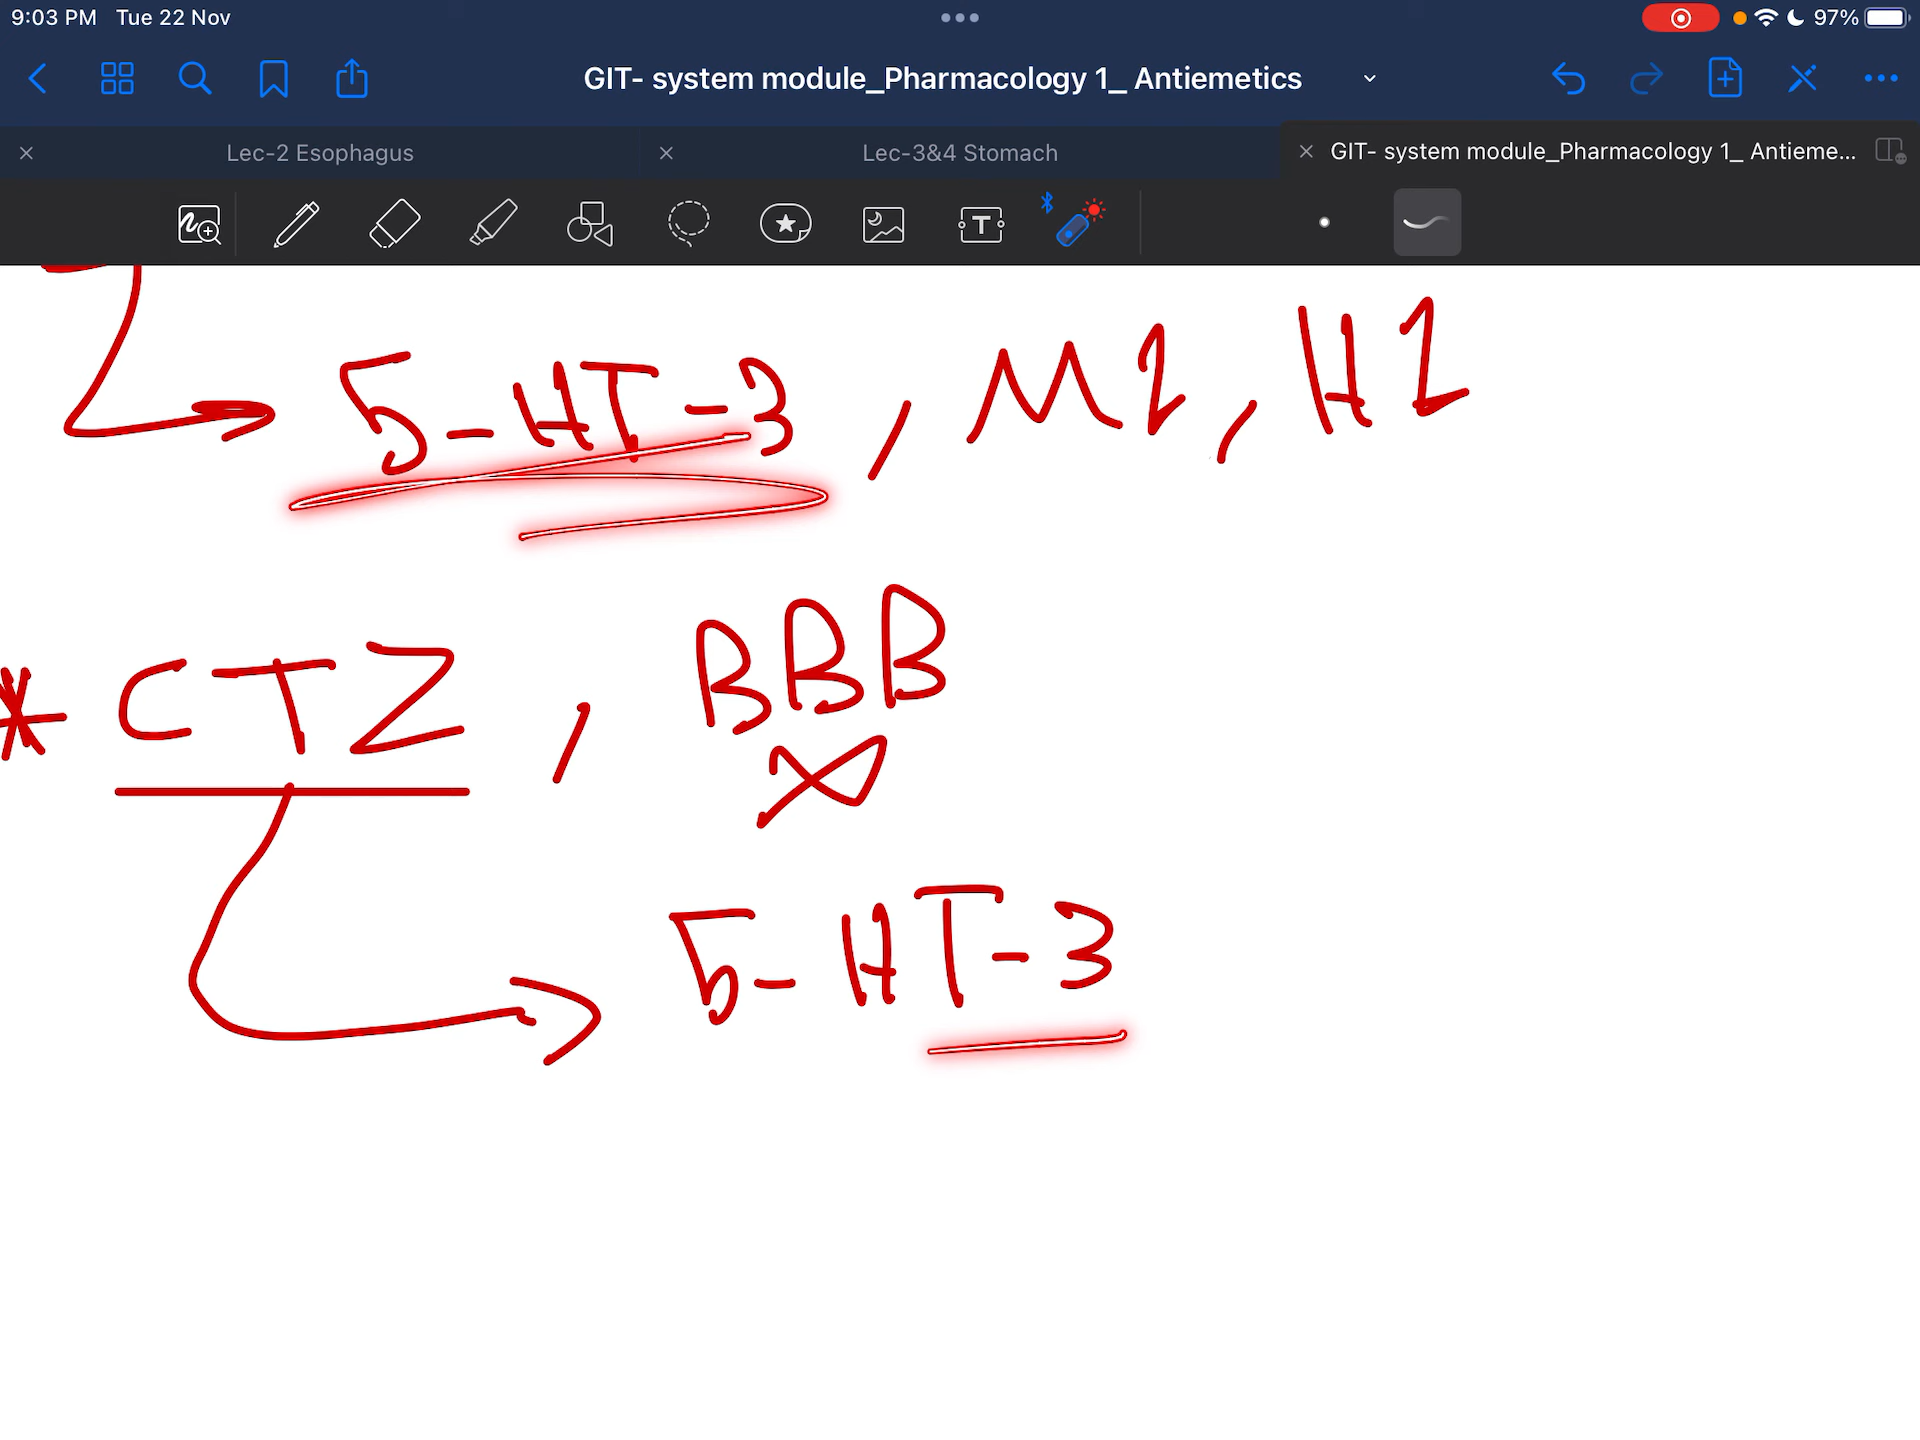 9:03 PM Tue 22 Nov
97%
GIT- system module_Pharmacology 1_ Antiemetics
Lec-2 Esophagus
Lec-3&4 Stomach
GIT- system module_Pharmacology 1_ Antieme...
5-HT-3, M1, H1
* CTZ, BBB
5-HT-3